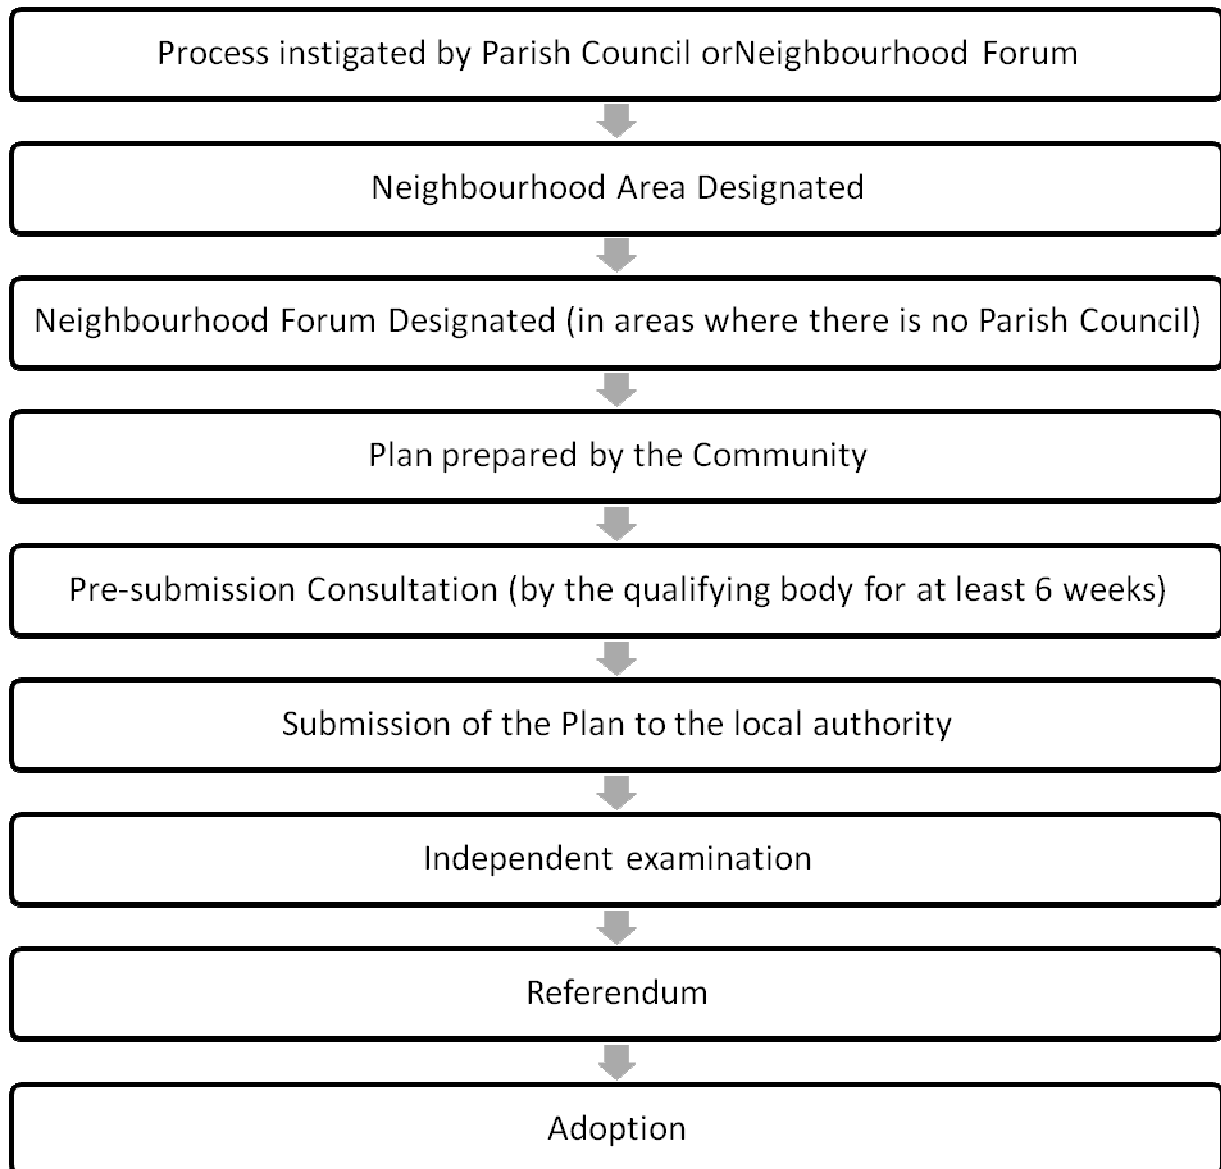 Process instigated by Parish Council orNeighbourhood Forum
Neighbourhood Area Designated
Neighbourhood Forum Designated (in areas where there is no Parish Council)
Plan prepared by the Community
Pre-submission Consultation (by the qualifying body for at least 6 weeks)
Submission of the Plan to the local authority
Independent examination
Referendum
Adoption